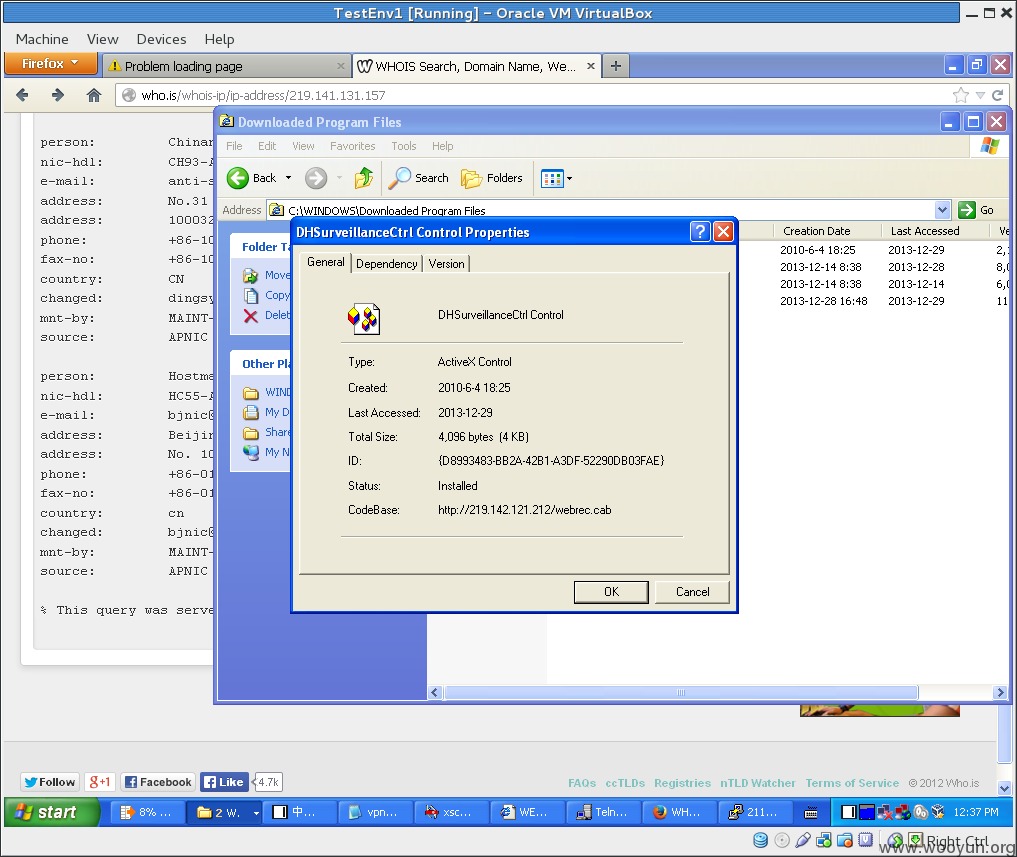 TestEnv1 [Running] - Oracle VM VirtualBox
Machine View Devices Help
Firefox
Problem loading page
WHOIS Search, Domain Name, We...
who.is/whois-ip/ip-address/219.141.131.157
person: Chinan
nic-hdl: CH93-A
e-mail: anti-s
address: No.31
address: 100032
phone: +86-10
fax-no: +86-10
country: CN
changed: dingsy
mnt-by: MAINT-
source: APNIC
person: Hostma
nic-hdl: HC55-A
e-mail: bjnic@
address: Beijin
address: No. 10
phone: +86-01
fax-no: +86-01
country: cn
changed: bjnic@
mnt-by: MAINT-
source: APNIC
% This query was serve
Downloaded Program Files
File Edit View Favorites Tools Help
Back Search Folders
Address C:\WINDOWS\Downloaded Program Files Go
Folder Ta
Move
Copy
Delet
Other Pla
WIND
My D
Share
My N
Creation Date Last Accessed Ve
2010-6-4 18:25 2013-12-29 2,
2013-12-14 8:38 2013-12-28 8,0
2013-12-14 8:38 2013-12-14 6,0
2013-12-28 16:48 2013-12-29 11
DHSurveillanceCtrl Control Properties
General Dependency Version
DHSurveillanceCtrl Control
Type: ActiveX Control
Created: 2010-6-4 18:25
Last Accessed: 2013-12-29
Total Size: 4,096 bytes (4 KB)
ID: {D8993483-BB2A-42B1-A3DF-52290DB03FAE}
Status: Installed
CodeBase: http://219.142.121.212/webrec.cab
OK Cancel
Follow +1 Facebook Like 4.7k
FAQs ccTLDs Registries nTLD Watcher Terms of Service © 2012 Who.is
start 8% ... 2 W. 中... vpn... xsc... WE... Teln... WH... 211... 12:37 PM
Right Ctrl
www.wooyun.org